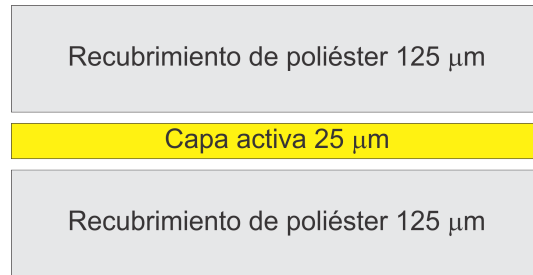 Recubrimiento de poliéster 125 μm
Capa activa 25 μm
Recubrimiento de poliéster 125 μm